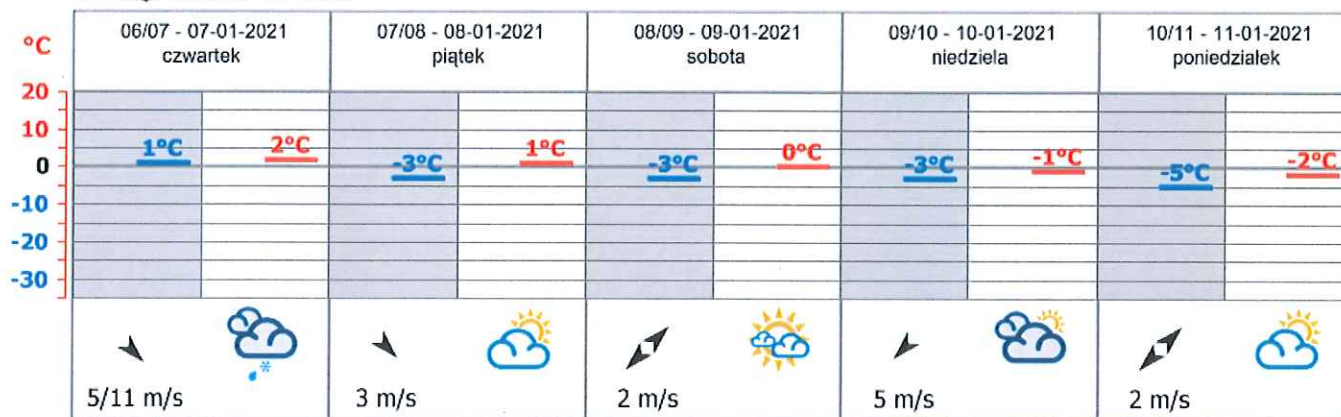 °C
06/07 - 07-01-2021
czwartek
07/08 - 08-01-2021
piątek
08/09 - 09-01-2021
sobota
09/10 - 10-01-2021
niedziela
10/11 - 11-01-2021
poniedziałek
20
10
0
-10
-20
-30
1°C
2°C
-3°C
1°C
-3°C
0°C
-3°C
-1°C
-5°C
-2°C
5/11 m/s
3 m/s
2 m/s
5 m/s
2 m/s